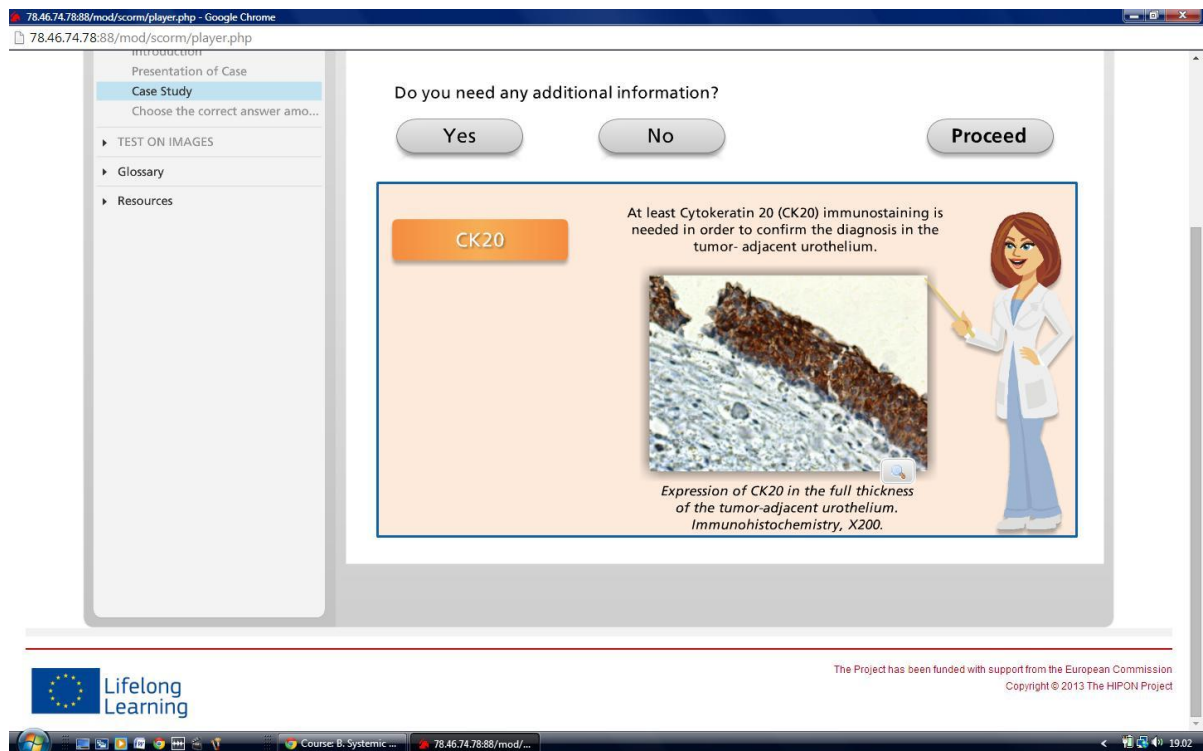 78.46.74.78:88/mod/scorm/player.php - Google Chrome
78.46.74.78:88/mod/scorm/player.php
Introduction
Presentation of Case
Case Study
Choose the correct answer amo...
TEST ON IMAGES
Glossary
Resources
Do you need any additional information?
Yes No Proceed
CK20
At least Cytokeratin 20 (CK20) immunostaining is
needed in order to confirm the diagnosis in the
tumor- adjacent urothelium.
Expression of CK20 in the full thickness
of the tumor-adjacent urothelium.
Immunohistochemistry, X200.
Lifelong
Learning
The Project has been funded with support from the European Commission
Copyright © 2013 The HIPON Project
Course: B. Systemic ... 78.46.74.78:88/mod/... 19.02